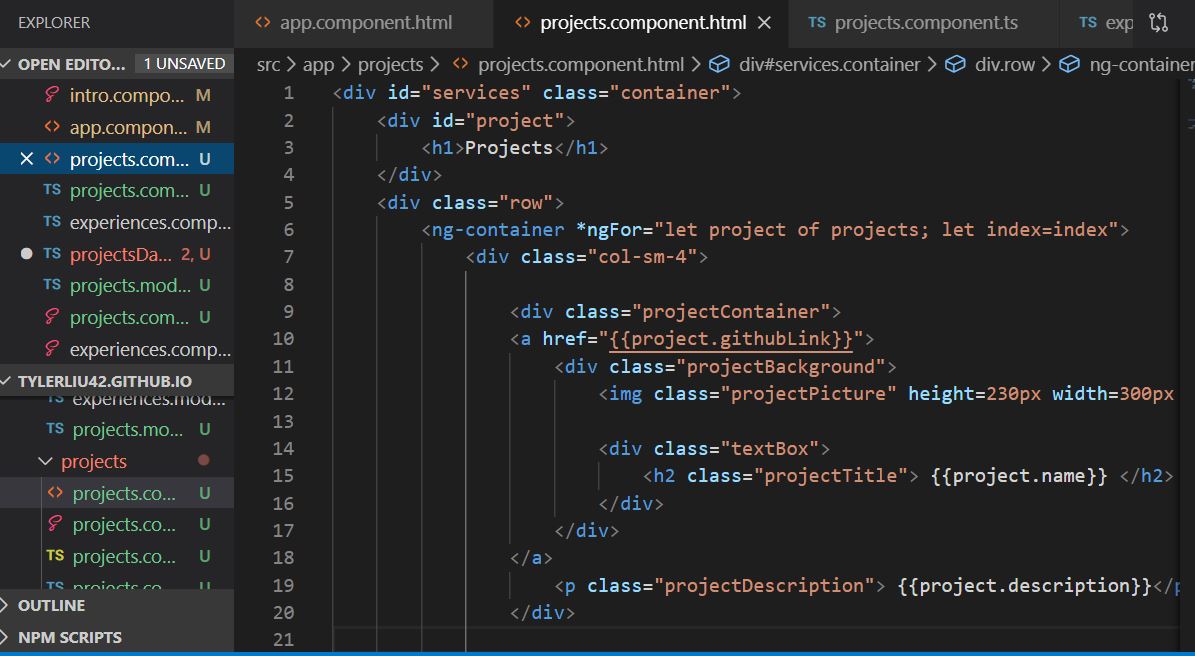 EXPLORER
app.component.html
projects.component.html
TS projects.component.ts
TS exp
OPEN EDITO... 1 UNSAVED
src > app > projects > projects.component.html > div#services.container > div.row > ng-container
intro.compo... M
app.compon... M
projects.com... U
TS projects.com... U
TS experiences.comp...
TS projectsDa... 2, U
TS projects.mod... U
projects.com... U
experiences.comp...
TYLERLIU42.GITHUB.IO
TS experiences.mod...
TS projects.mo... U
projects
projects.co... U
projects.co... U
TS projects.co... U
TS projects.co... U
OUTLINE
NPM SCRIPTS
1 <div id="services" class="container">
2 <div id="project">
3 <h1>Projects</h1>
4 </div>
5 <div class="row">
6 <ng-container *ngFor="let project of projects; let index=index">
7 <div class="col-sm-4">
8
9 <div class="projectContainer">
10 <a href="{{project.githubLink}}">
11 <div class="projectBackground">
12 <img class="projectPicture" height=230px width=300px
13
14 <div class="textBox">
15 <h2 class="projectTitle"> {{project.name}} </h2>
16 </div>
17 </div>
18 </a>
19 <p class="projectDescription"> {{project.description}}</p
20 </div>
21